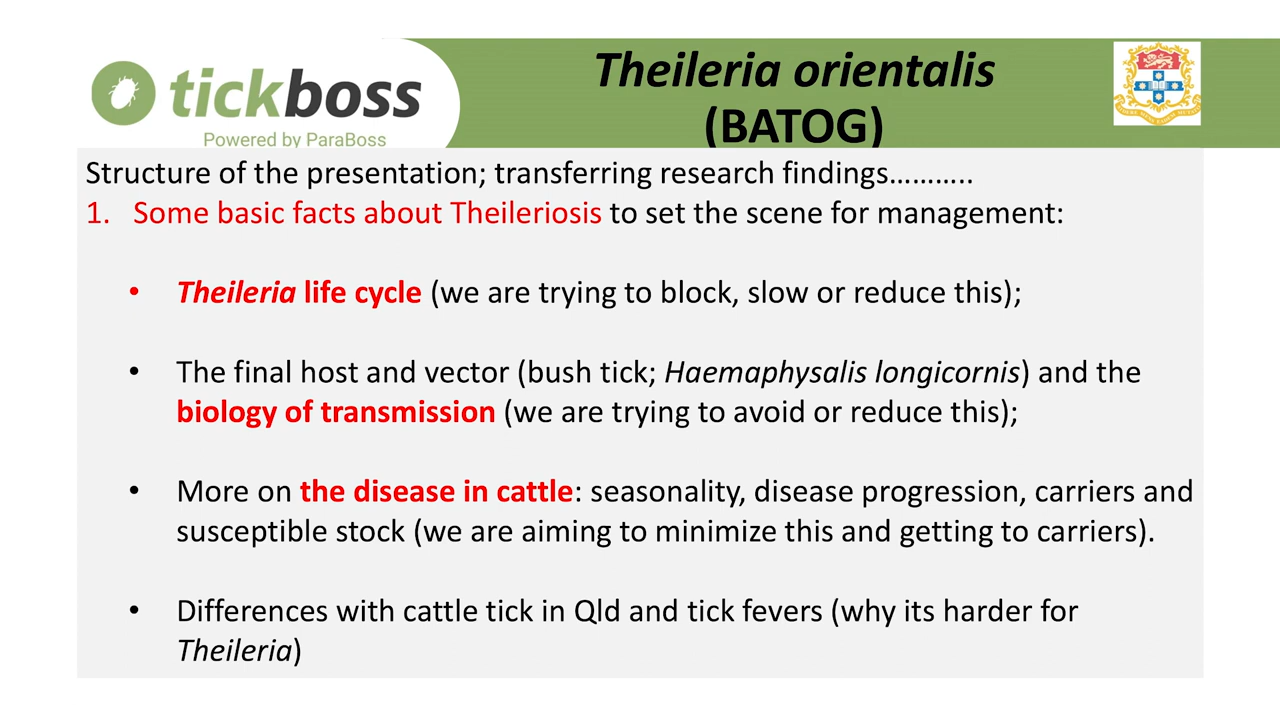 tickboss
Powered by ParaBoss
Theileria orientalis
(BATOG)
Structure of the presentation; transferring research findings………..
1. Some basic facts about Theileriosis to set the scene for management:
• Theileria life cycle (we are trying to block, slow or reduce this);
• The final host and vector (bush tick; Haemaphysalis longicornis) and the
biology of transmission (we are trying to avoid or reduce this);
• More on the disease in cattle: seasonality, disease progression, carriers and
susceptible stock (we are aiming to minimize this and getting to carriers).
• Differences with cattle tick in Qld and tick fevers (why its harder for
Theileria)